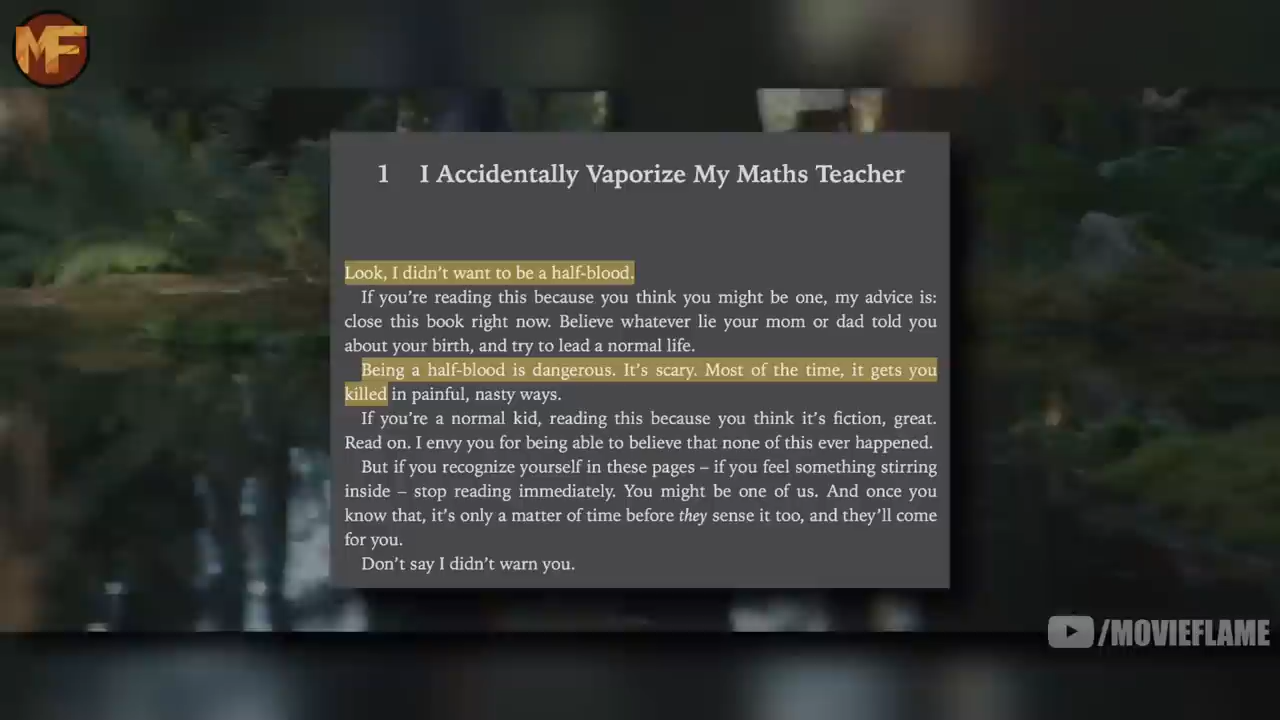 MF
1 I Accidentally Vaporize My Maths Teacher
Look, I didn't want to be a half-blood.
If you're reading this because you think you might be one, my advice is:
close this book right now. Believe whatever lie your mom or dad told you
about your birth, and try to lead a normal life.
Being a half-blood is dangerous. It's scary. Most of the time, it gets you
killed in painful, nasty ways.
If you're a normal kid, reading this because you think it's fiction, great.
Read on. I envy you for being able to believe that none of this ever happened.
But if you recognize yourself in these pages – if you feel something stirring
inside – stop reading immediately. You might be one of us. And once you
know that, it's only a matter of time before they sense it too, and they'll come
for you.
Don't say I didn't warn you.
/MOVIEFLAME